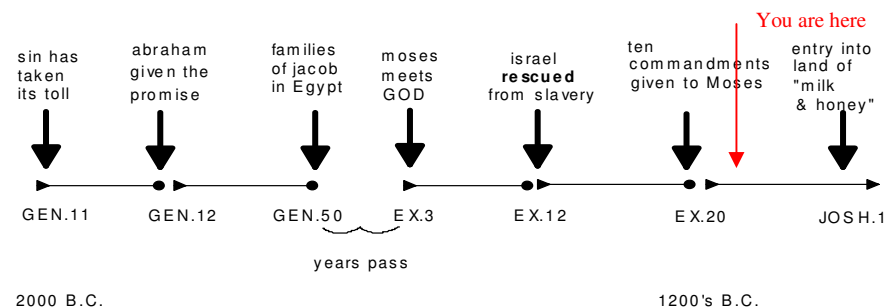 You are here
sin has
taken
its toll
abraham
given the
promise
families
of jacob
in Egypt
moses
meets
GOD
israel
rescued
from slavery
ten
commandments
given to Moses
entry into
land of
"milk
& honey"
GEN.11
GEN.12
GEN.50
EX.3
EX.12
EX.20
JOSH.1
years pass
2000 B.C.
1200's B.C.